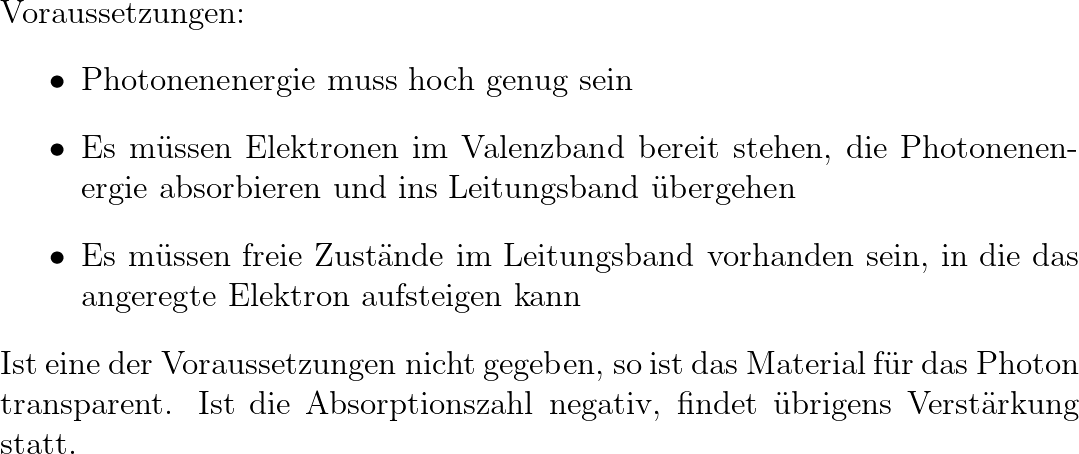 Voraussetzungen:
• Photonenenergie muss hoch genug sein
• Es müssen Elektronen im Valenzband bereit stehen, die Photonenen-
ergie absorbieren und ins Leitungsband übergehen
• Es müssen freie Zustände im Leitungsband vorhanden sein, in die das
angeregte Elektron aufsteigen kann
Ist eine der Voraussetzungen nicht gegeben, so ist das Material für das Photon
transparent. Ist die Absorptionszahl negativ, findet übrigens Verstärkung
statt.